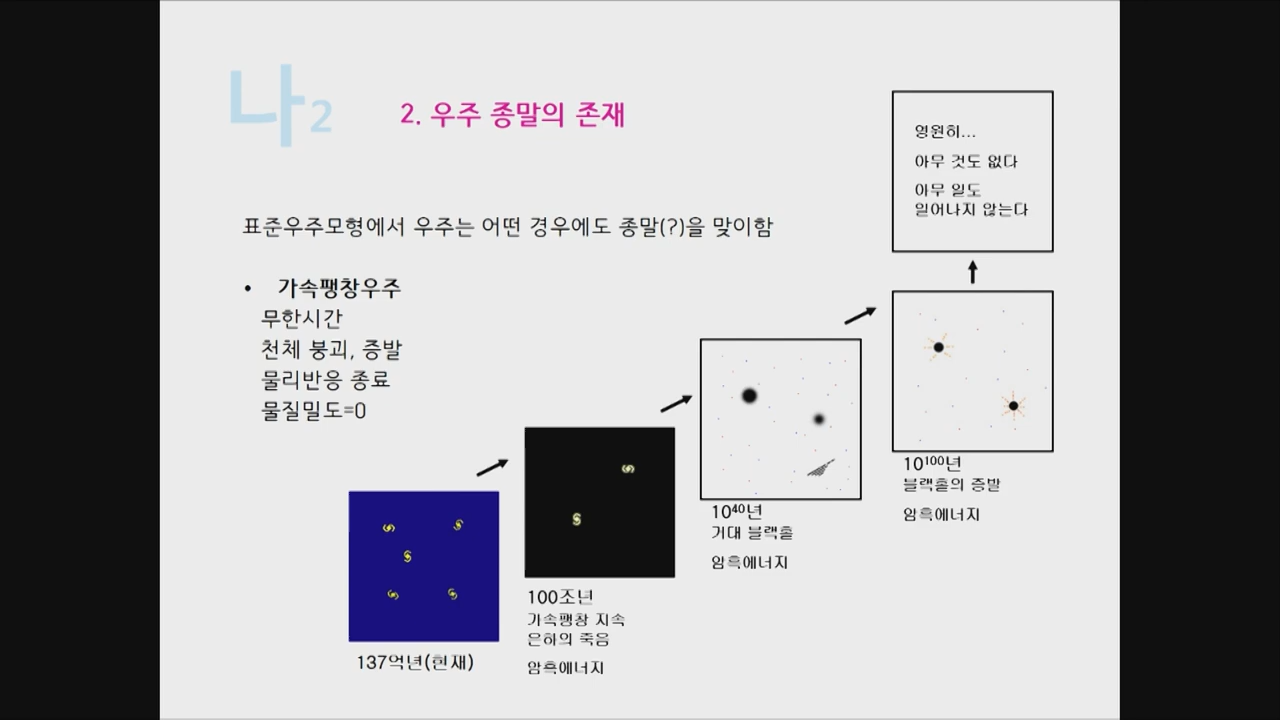 나2
2. 우주 종말의 존재
표준우주모형에서 우주는 어떤 경우에도 종말(?)을 맞이함
• 가속팽창우주
무한시간
천체 붕괴, 증발
물리반응 종료
물질밀도=0
137억년(현재)
100조년
가속팽창 지속
은하의 죽음
암흑에너지
10⁴⁰년
거대 블랙홀
암흑에너지
10¹⁰⁰년
블랙홀의 증발
암흑에너지
영원히...
아무 것도 없다
아무 일도
일어나지 않는다